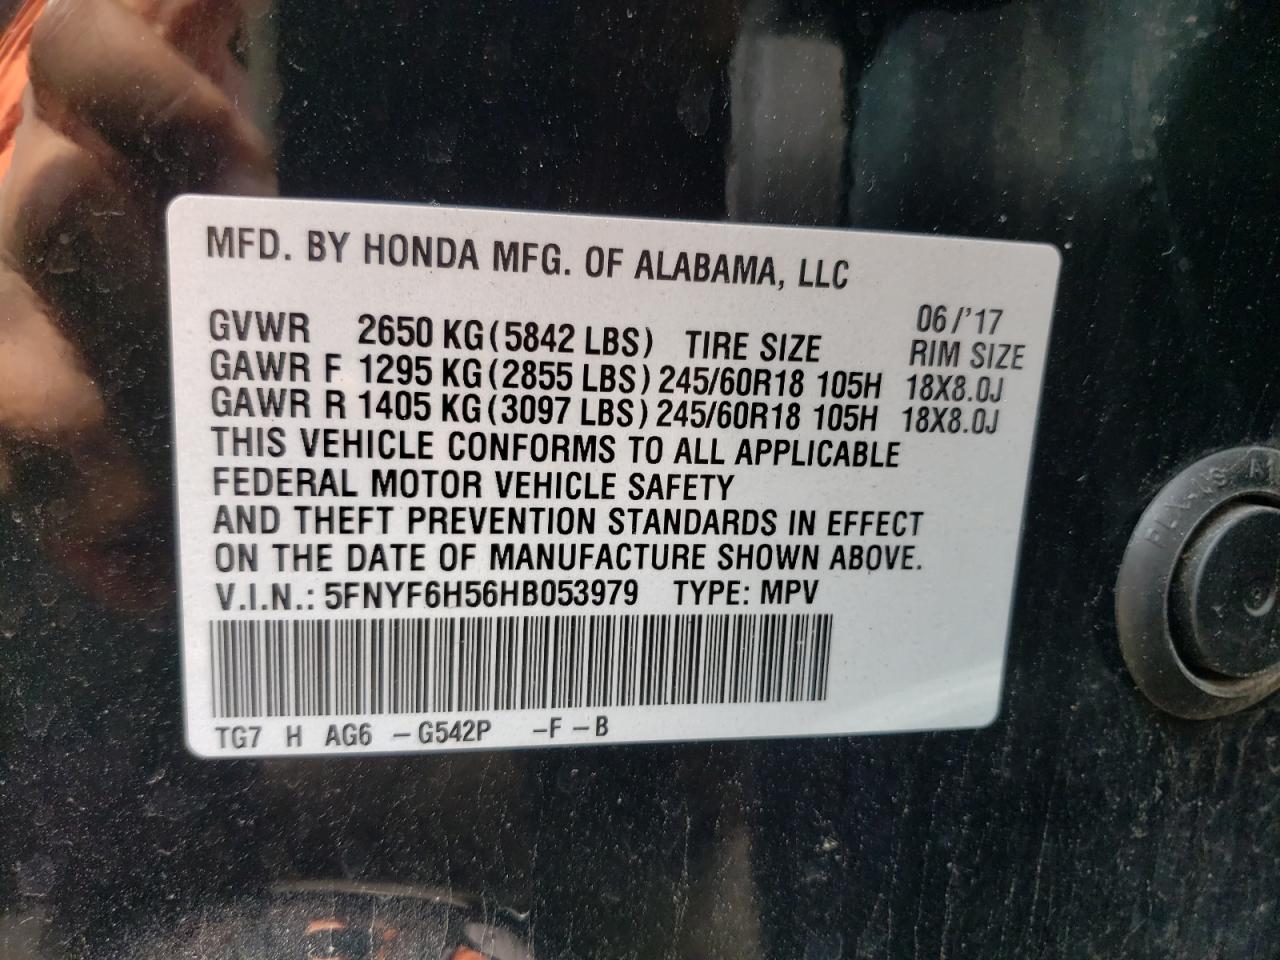 MFD. BY HONDA MFG. OF ALABAMA, LLC
06/'17
GVWR 2650 KG (5842 LBS) TIRE SIZE RIM SIZE
GAWR F 1295 KG (2855 LBS) 245/60R18 105H 18X8.0J
GAWR R 1405 KG (3097 LBS) 245/60R18 105H 18X8.0J
THIS VEHICLE CONFORMS TO ALL APPLICABLE
FEDERAL MOTOR VEHICLE SAFETY
AND THEFT PREVENTION STANDARDS IN EFFECT
ON THE DATE OF MANUFACTURE SHOWN ABOVE.
V.I.N.: 5FNYF6H56HB053979 TYPE: MPV
TG7 H AG6 -G542P -F -B